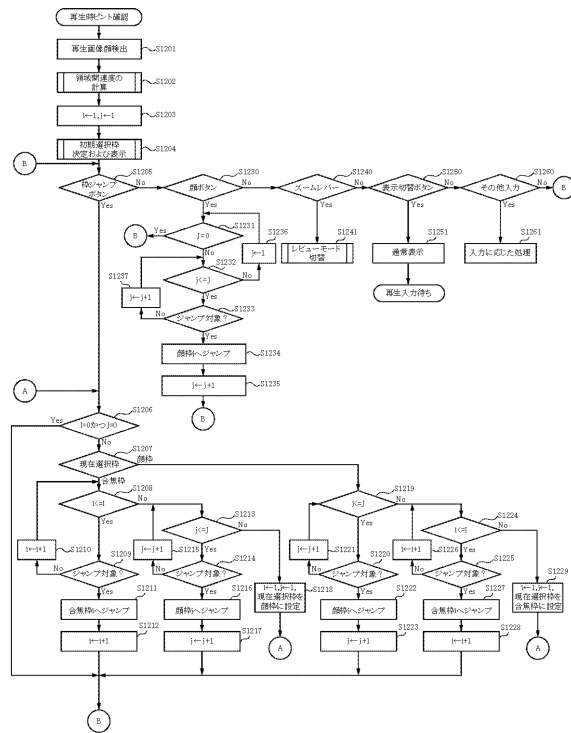 再生時ピント確認
再生画像顔検出
S1201
領域関連度の
計算
S1202
i←1,j←1
S1203
初期選択枠
決定および表示
S1204
B
枠ジャンプ
ボタン
S1205
No
Yes
顔ボタン
S1230
No
Yes
ズームレバー
S1240
No
Yes
表示切替ボタン
S1250
No
Yes
その他入力
S1260
No
Yes
B
J=0
S1231
Yes
No
B
j←1
S1236
レビューモード
切替
S1241
通常表示
S1251
入力に応じた処理
S1261
再生入力待ち
j<=J
S1232
No
Yes
j←j+1
S1237
ジャンプ対象?
S1233
No
Yes
顔枠jへジャンプ
S1234
j←j+1
S1235
B
A
I=0かつJ=0
S1206
Yes
No
現在選択枠
S1207
顔枠
合焦枠
i<=I
S1208
No
Yes
i←i+1
S1210
ジャンプ対象?
S1209
No
Yes
合焦枠iへジャンプ
S1211
i←i+1
S1212
j<=J
S1213
No
Yes
j←j+1
S1215
ジャンプ対象?
S1214
No
Yes
顔枠jへジャンプ
S1216
j←j+1
S1217
i←1,j←1,
現在選択枠を
顔枠に設定
S1218
A
j<=J
S1219
No
Yes
j←j+1
S1221
ジャンプ対象?
S1220
No
Yes
顔枠jへジャンプ
S1222
j←j+1
S1223
i<=I
S1224
No
Yes
i←i+1
S1226
ジャンプ対象?
S1225
No
Yes
合焦枠iへジャンプ
S1227
i←i+1
S1228
i←1,j←1,
現在選択枠を
合焦枠に設定
S1229
A
B